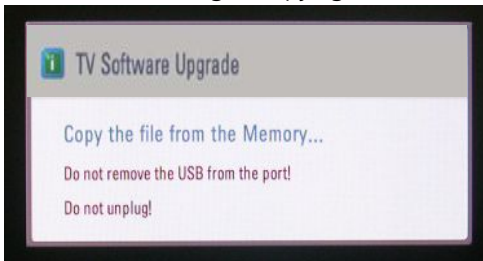 TV Software Upgrade
Copy the file from the Memory...
Do not remove the USB from the port!
Do not unplug!